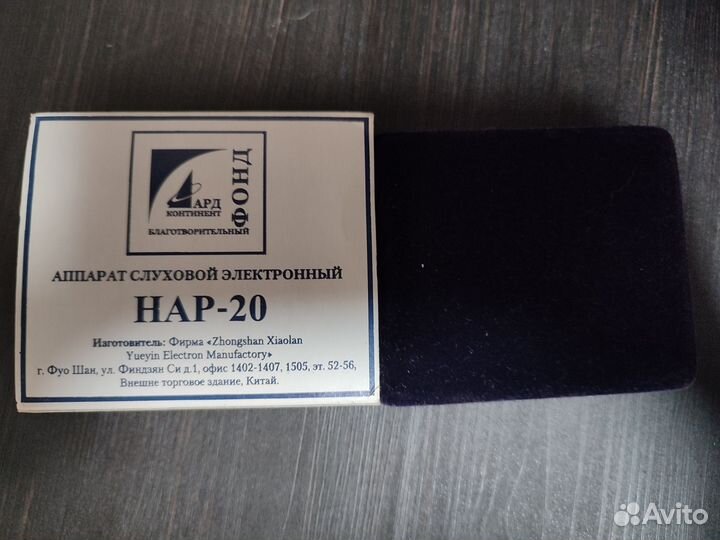 АРД
КОНТИНЕНТ
БЛАГОТВОРИТЕЛЬНЫЙ
ФОНД
АППАРАТ СЛУХОВОЙ ЭЛЕКТРОННЫЙ
НАР-20
Изготовитель: Фирма «Zhongshan Xiaolan
Yueyin Electron Manufactory»
г. Фуо Шан, ул. Финдзян Си д.1, офис 1402-1407, 1505, эт. 52-56,
Внешне торговое здание, Китай.
Avito